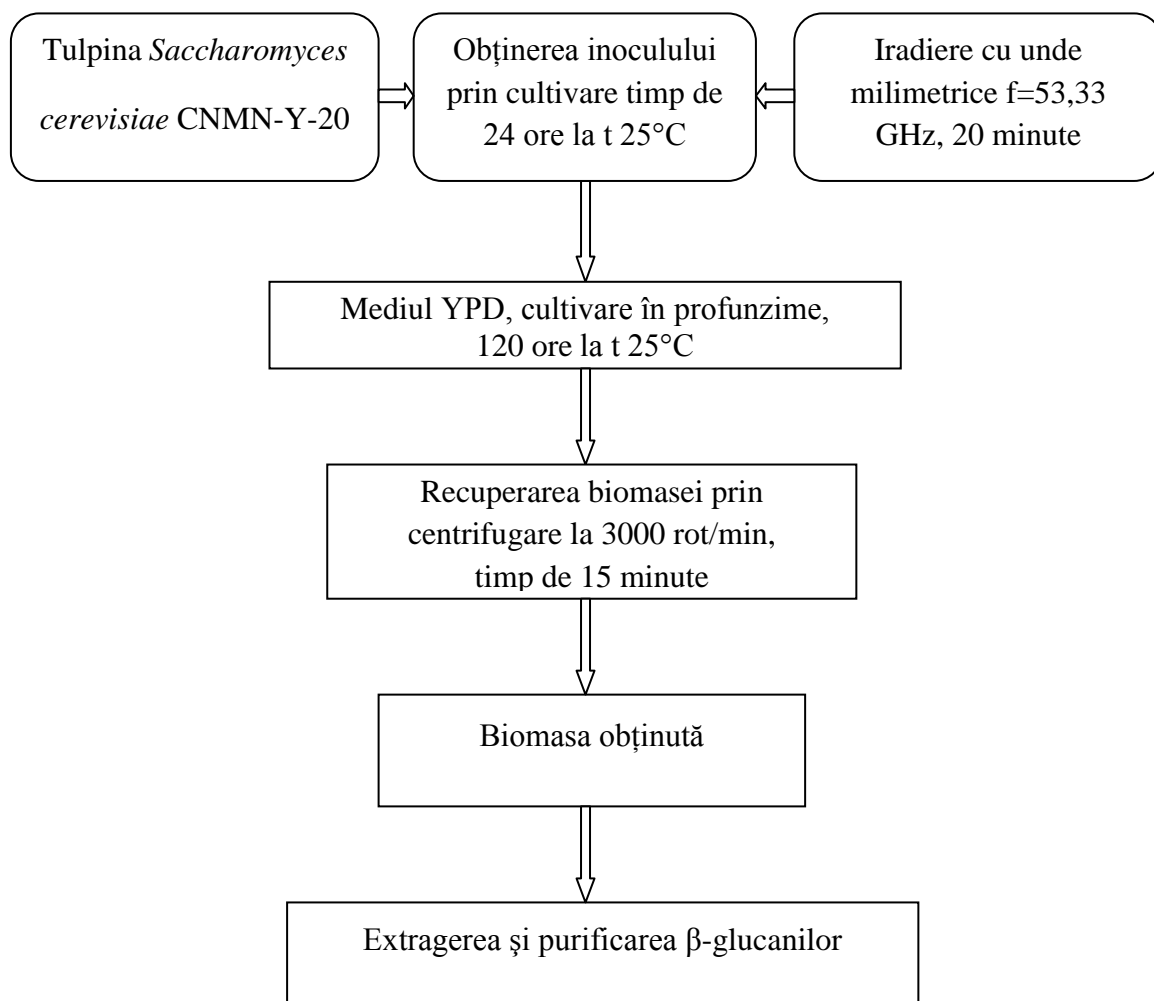 Tulpina Saccharomyces
cerevisiae CNMN-Y-20
Obținerea inoculului
prin cultivare timp de
24 ore la t 25°C
Iradiere cu unde
milimetrice f=53,33
GHz, 20 minute
Mediul YPD, cultivare în profunzime,
120 ore la t 25°C
Recuperarea biomasei prin
centrifugare la 3000 rot/min,
timp de 15 minute
Biomasa obținută
Extragerea şi purificarea β-glucanilor